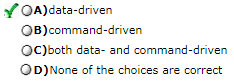 A)data-driven
B)command-driven
C)both data- and command-driven
D)None of the choices are correct